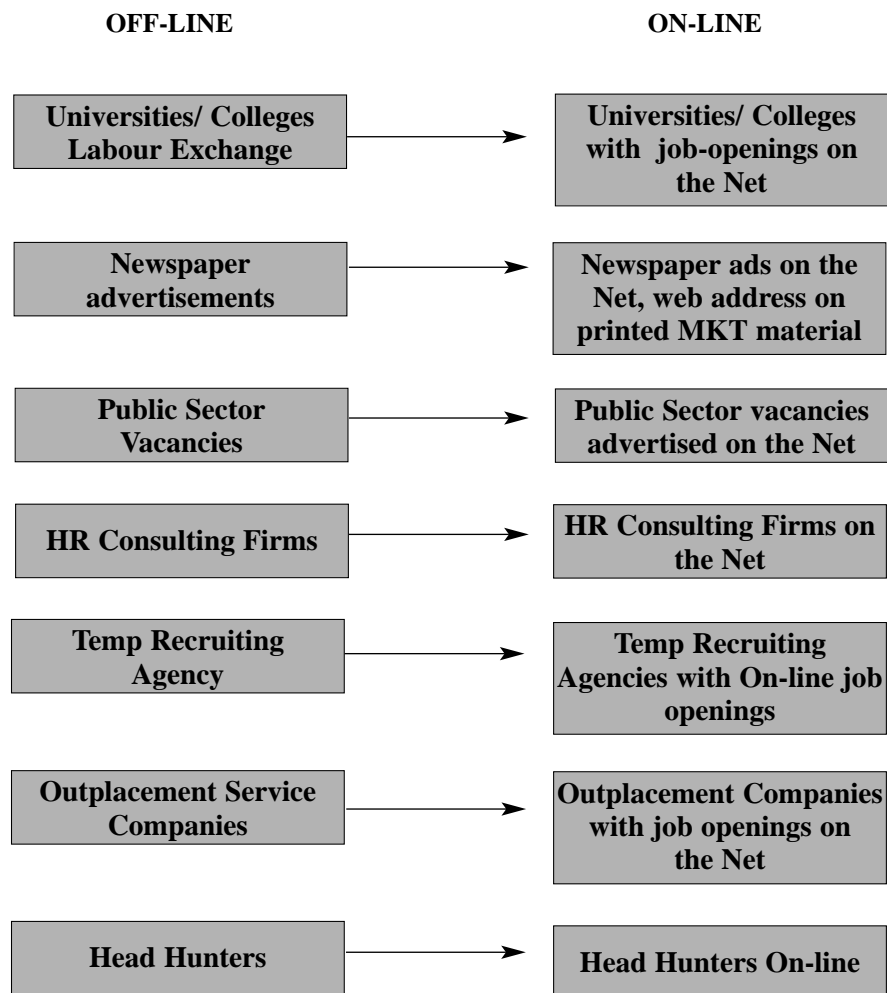 OFF-LINE
ON-LINE
Universities/ Colleges
Labour Exchange
Universities/ Colleges
with job-openings on
the Net
Newspaper
advertisements
Newspaper ads on the
Net, web address on
printed MKT material
Public Sector
Vacancies
Public Sector vacancies
advertised on the Net
HR Consulting Firms
HR Consulting Firms on
the Net
Temp Recruiting
Agency
Temp Recruiting
Agencies with On-line job
openings
Outplacement Service
Companies
Outplacement Companies
with job openings on
the Net
Head Hunters
Head Hunters On-line